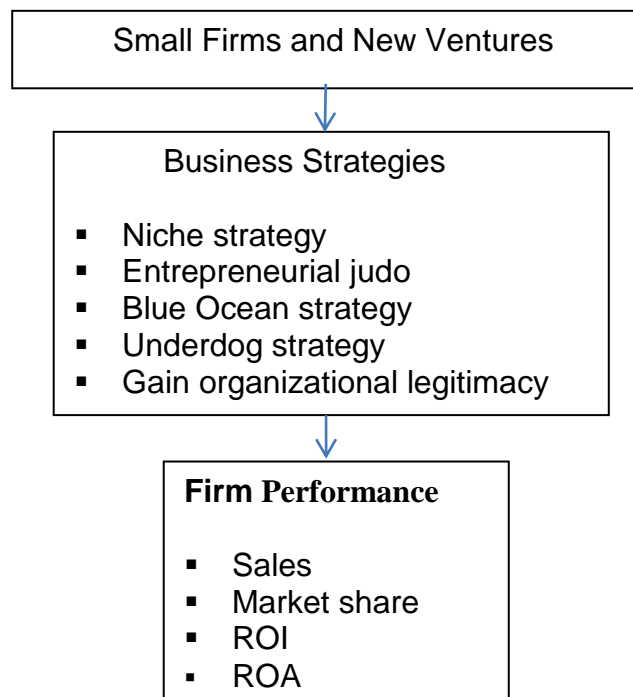 Small Firms and New Ventures
Business Strategies
▪ Niche strategy
▪ Entrepreneurial judo
▪ Blue Ocean strategy
▪ Underdog strategy
▪ Gain organizational legitimacy
Firm Performance
▪ Sales
▪ Market share
▪ ROI
▪ ROA